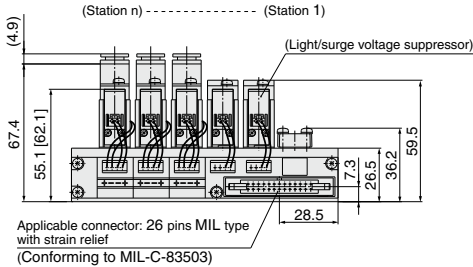 (Station n) - - - - - - - - - - - - (Station 1)
(4.9)
(Light/surge voltage suppressor)
67.4
55.1 [62.1]
59.5
36.2
26.5
7.3
28.5
Applicable connector: 26 pins MIL type
with strain relief
(Conforming to MIL-C-83503)